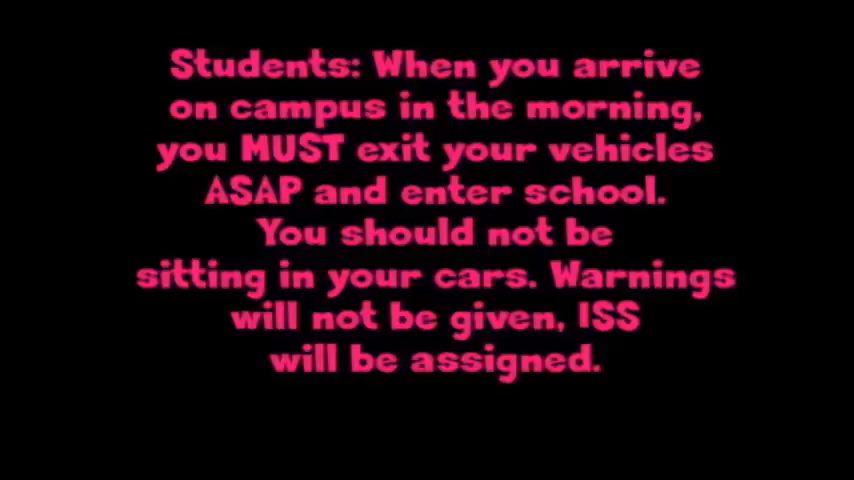 Students: When you arrive
on campus in the morning,
you MUST exit your vehicles
ASAP and enter school.
You should not be
sitting in your cars. Warnings
will not be given, ISS
will be assigned.